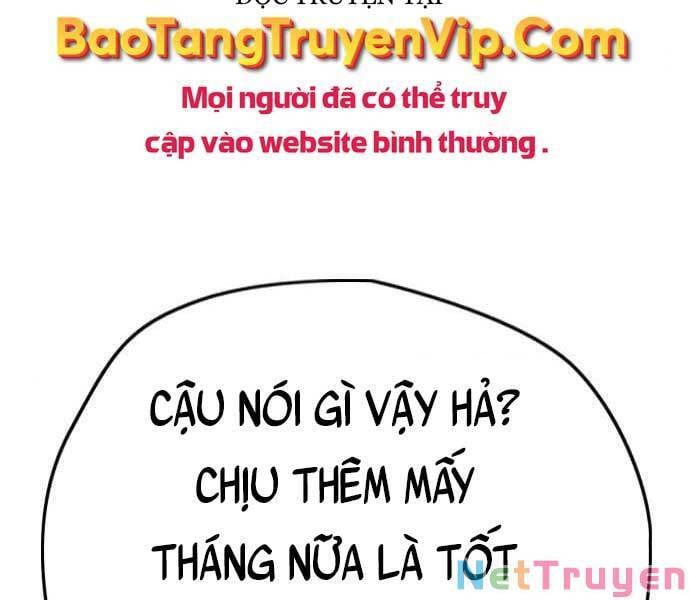 ĐỌC TRUYỆN TẠI
BaoTangTruyenVip.Com
Mọi người đã có thể truy
cập vào website bình thường.
CẬU NÓI GÌ VẬY HẢ?
CHỊU THÊM MẤY
THÁNG NỮA LÀ TỐT
NetTruyen